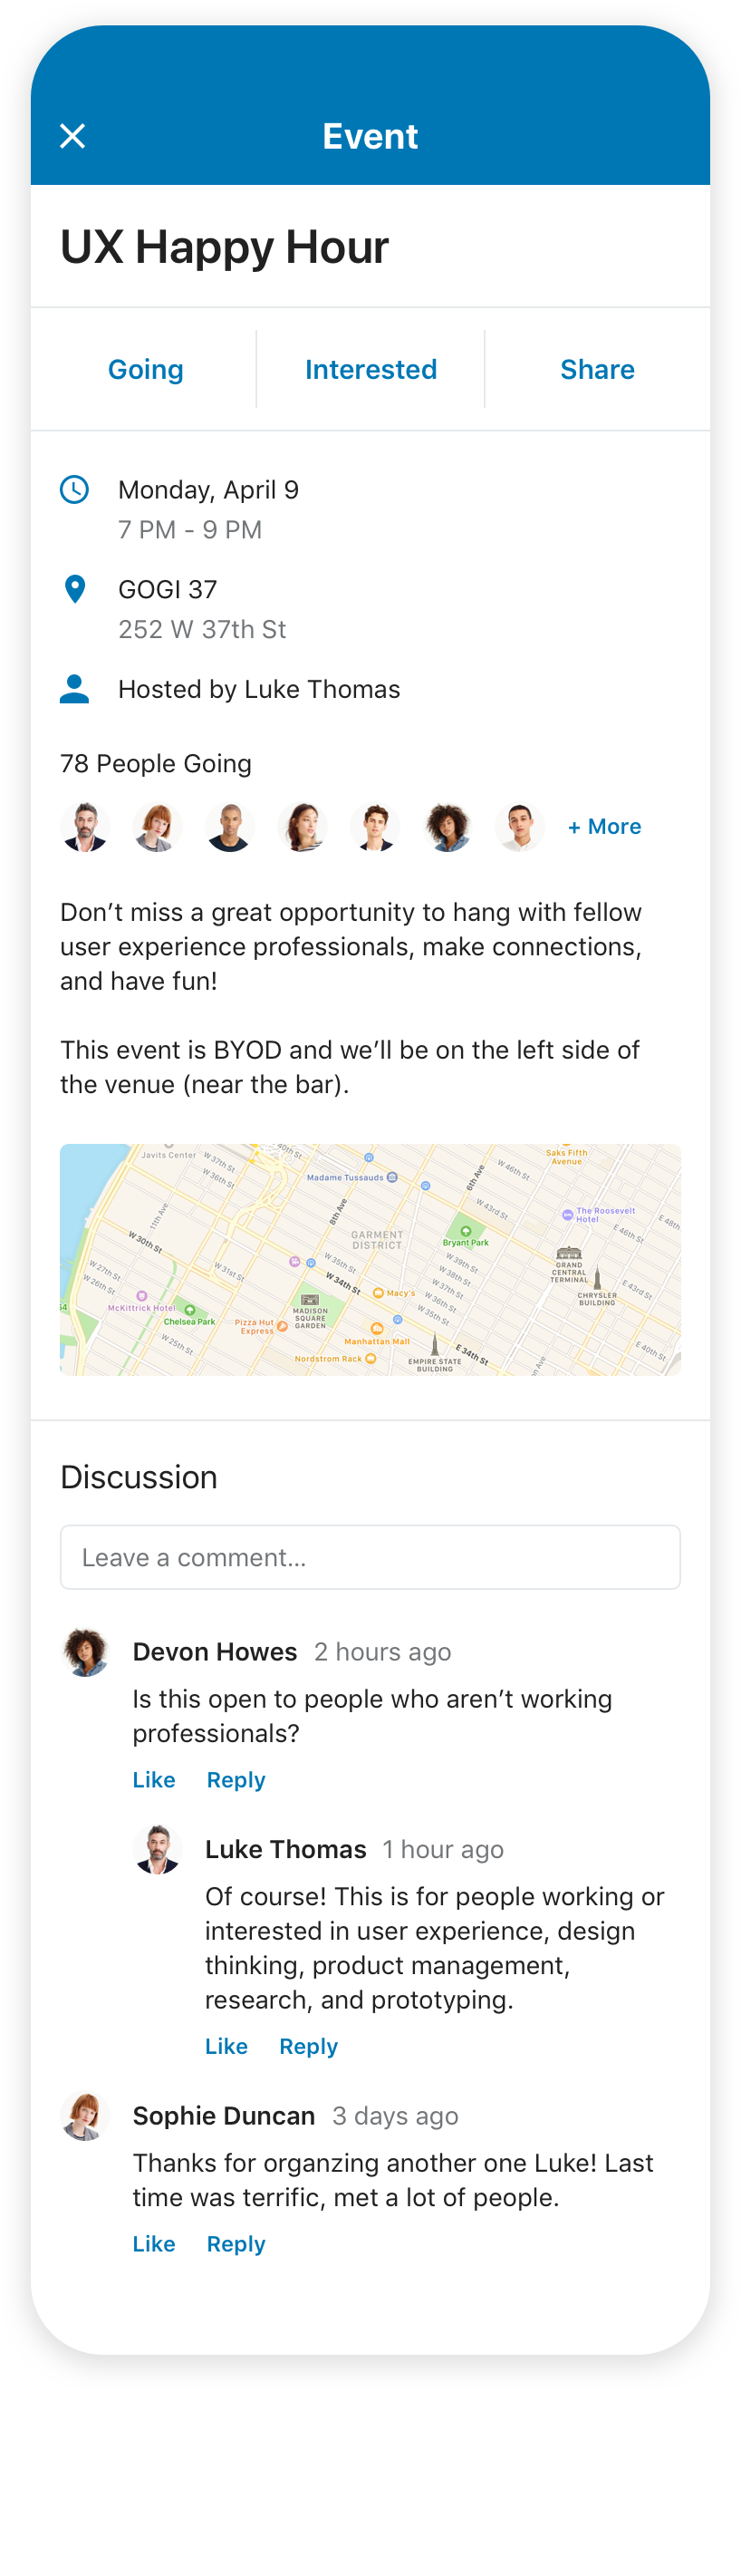 Event
UX Happy Hour
Going
Interested
Share
Monday, April 9
7 PM - 9 PM
GOGI 37
252 W 37th St
Hosted by Luke Thomas
78 People Going
+ More
Don’t miss a great opportunity to hang with fellow
user experience professionals, make connections,
and have fun!
This event is BYOD and we’ll be on the left side of
the venue (near the bar).
Javits Center
W 37th St
W 36th St
40th St
Madame Tussauds
6th Ave
W 46th St
Saks Fifth
Avenue
11th Ave
8th Ave
W 43rd St
The Roosevelt
Hotel
E 48th
E 46th St
W 30th St
GARMENT
DISTRICT
Bryant Park
W 27th St
W 26th St
W 31st St
W 35th St
W 34th St
W 39th St
W 38th St
W 37th St
W 36th St
W 35th St
GRAND
CENTRAL
TERMINAL
E 43rd St
CHRYSLER
BUILDING
54
McKittrick Hotel
Chelsea Park
Pizza Hut
Express
MADISON
SQUARE
GARDEN
Macy's
Manhattan Mall
W 25th St
Nordstrom Rack
EMPIRE STATE
BUILDING
E 34th St
on Ave
E 40th St
Discussion
Leave a comment...
Devon Howes 2 hours ago
Is this open to people who aren’t working
professionals?
Like Reply
Luke Thomas 1 hour ago
Of course! This is for people working or
interested in user experience, design
thinking, product management,
research, and prototyping.
Like Reply
Sophie Duncan 3 days ago
Thanks for organzing another one Luke! Last
time was terrific, met a lot of people.
Like Reply